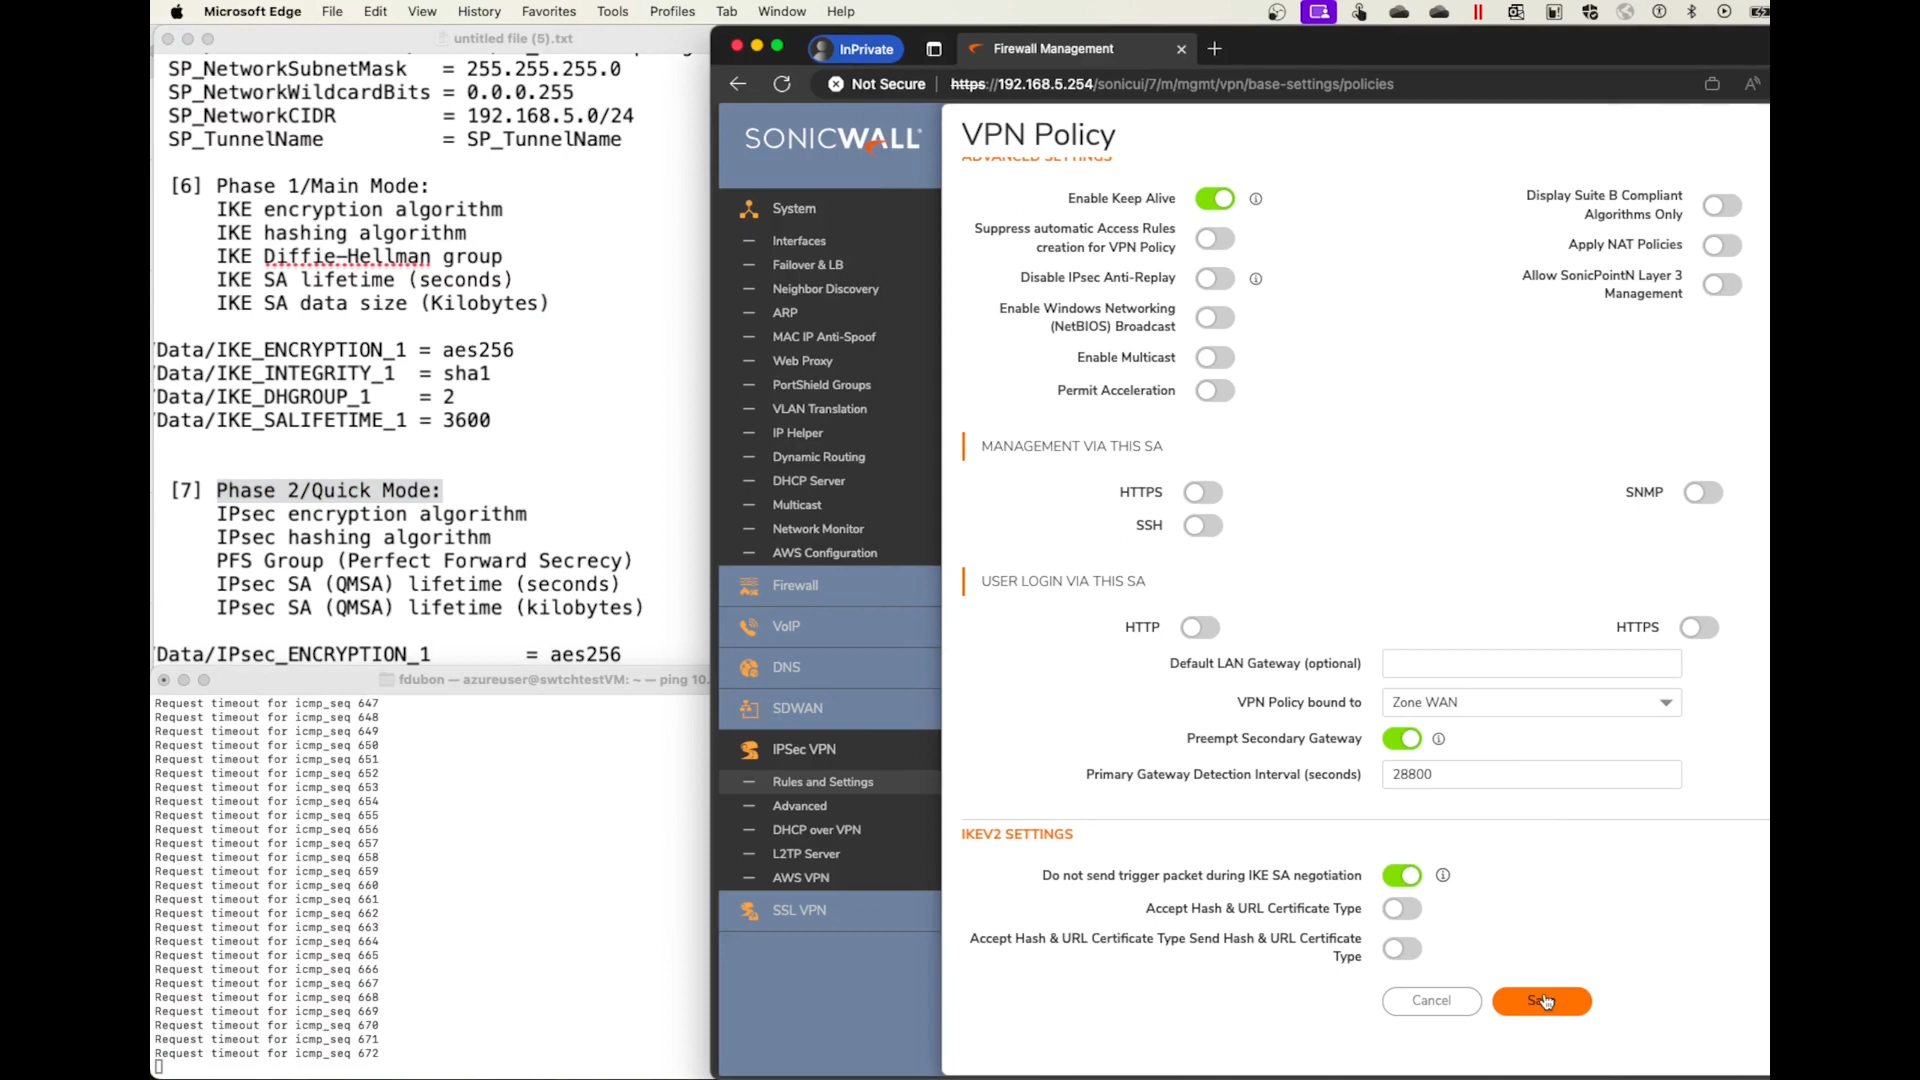 Microsoft Edge File Edit View History Favorites Tools Profiles Tab Window Help
untitled file (5).txt
SP_NetworkSubnetMask = 255.255.255.0
SP_NetworkWildcardBits = 0.0.0.255
SP_NetworkCIDR = 192.168.5.0/24
SP_TunnelName = SP_TunnelName
[6] Phase 1/Main Mode:
IKE encryption algorithm
IKE hashing algorithm
IKE Diffie-Hellman group
IKE SA lifetime (seconds)
IKE SA data size (Kilobytes)
/Data/IKE_ENCRYPTION_1 = aes256
/Data/IKE_INTEGRITY_1 = sha1
/Data/IKE_DHGROUP_1 = 2
/Data/IKE_SALIFETIME_1 = 3600
[7] Phase 2/Quick Mode:
IPsec encryption algorithm
IPsec hashing algorithm
PFS Group (Perfect Forward Secrecy)
IPsec SA (QMSA) lifetime (seconds)
IPsec SA (QMSA) lifetime (kilobytes)
/Data/IPsec_ENCRYPTION_1 = aes256
fdubon — azureuser@swtchtestVM: ~ — ping 10.
Request timeout for icmp_seq 647
Request timeout for icmp_seq 648
Request timeout for icmp_seq 649
Request timeout for icmp_seq 650
Request timeout for icmp_seq 651
Request timeout for icmp_seq 652
Request timeout for icmp_seq 653
Request timeout for icmp_seq 654
Request timeout for icmp_seq 655
Request timeout for icmp_seq 656
Request timeout for icmp_seq 657
Request timeout for icmp_seq 658
Request timeout for icmp_seq 659
Request timeout for icmp_seq 660
Request timeout for icmp_seq 661
Request timeout for icmp_seq 662
Request timeout for icmp_seq 663
Request timeout for icmp_seq 664
Request timeout for icmp_seq 665
Request timeout for icmp_seq 666
Request timeout for icmp_seq 667
Request timeout for icmp_seq 668
Request timeout for icmp_seq 669
Request timeout for icmp_seq 670
Request timeout for icmp_seq 671
Request timeout for icmp_seq 672
InPrivate
Firewall Management
Not Secure https://192.168.5.254/sonicui/7/m/mgmt/vpn/base-settings/policies
SONICWALL
System
Interfaces
Failover & LB
Neighbor Discovery
ARP
MAC IP Anti-Spoof
Web Proxy
PortShield Groups
VLAN Translation
IP Helper
Dynamic Routing
DHCP Server
Multicast
Network Monitor
AWS Configuration
Firewall
VoIP
DNS
SDWAN
IPSec VPN
Rules and Settings
Advanced
DHCP over VPN
L2TP Server
AWS VPN
SSL VPN
VPN Policy
ADVANCED SETTINGS
Enable Keep Alive
Suppress automatic Access Rules
creation for VPN Policy
Disable IPsec Anti-Replay
Enable Windows Networking
(NetBIOS) Broadcast
Enable Multicast
Permit Acceleration
Display Suite B Compliant
Algorithms Only
Apply NAT Policies
Allow SonicPointN Layer 3
Management
MANAGEMENT VIA THIS SA
HTTPS
SNMP
SSH
USER LOGIN VIA THIS SA
HTTP
HTTPS
Default LAN Gateway (optional)
VPN Policy bound to Zone WAN
Preempt Secondary Gateway
Primary Gateway Detection Interval (seconds) 28800
IKEV2 SETTINGS
Do not send trigger packet during IKE SA negotiation
Accept Hash & URL Certificate Type
Accept Hash & URL Certificate Type Send Hash & URL Certificate
Type
Cancel